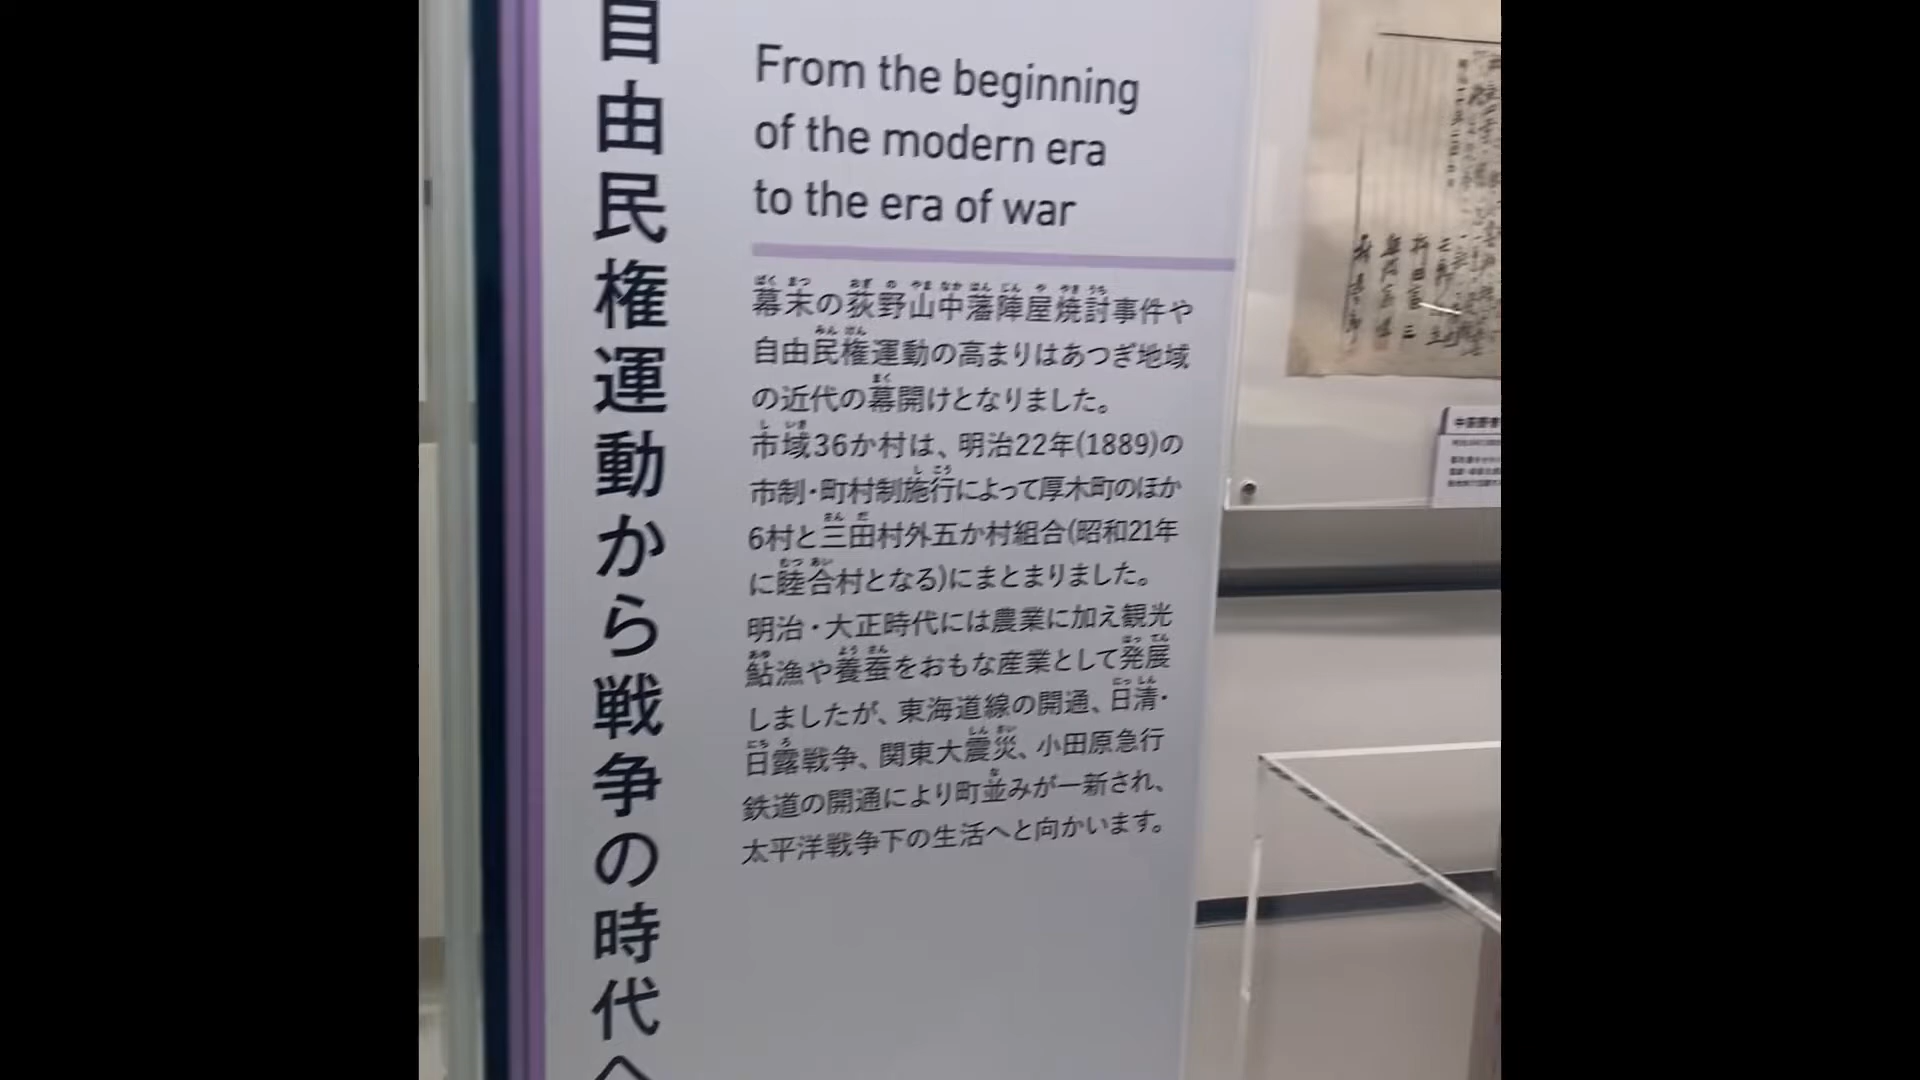 自由民権運動から戦争の時代へ
From the beginning
of the modern era
to the era of war
幕末の荻野山中藩陣屋焼討事件や
自由民権運動の高まりはあつぎ地域
の近代の幕開けとなりました。
市域36か村は、明治22年(1889)の
市制・町村制施行によって厚木町のほか
6村と三田村外五か村組合(昭和21年
に睦合村となる)にまとまりました。
明治・大正時代には農業に加え観光
鮎漁や養蚕をおもな産業として発展
しましたが、東海道線の開通、日清・
日露戦争、関東大震災、小田原急行
鉄道の開通により町並みが一新され、
太平洋戦争下の生活へと向かいます。